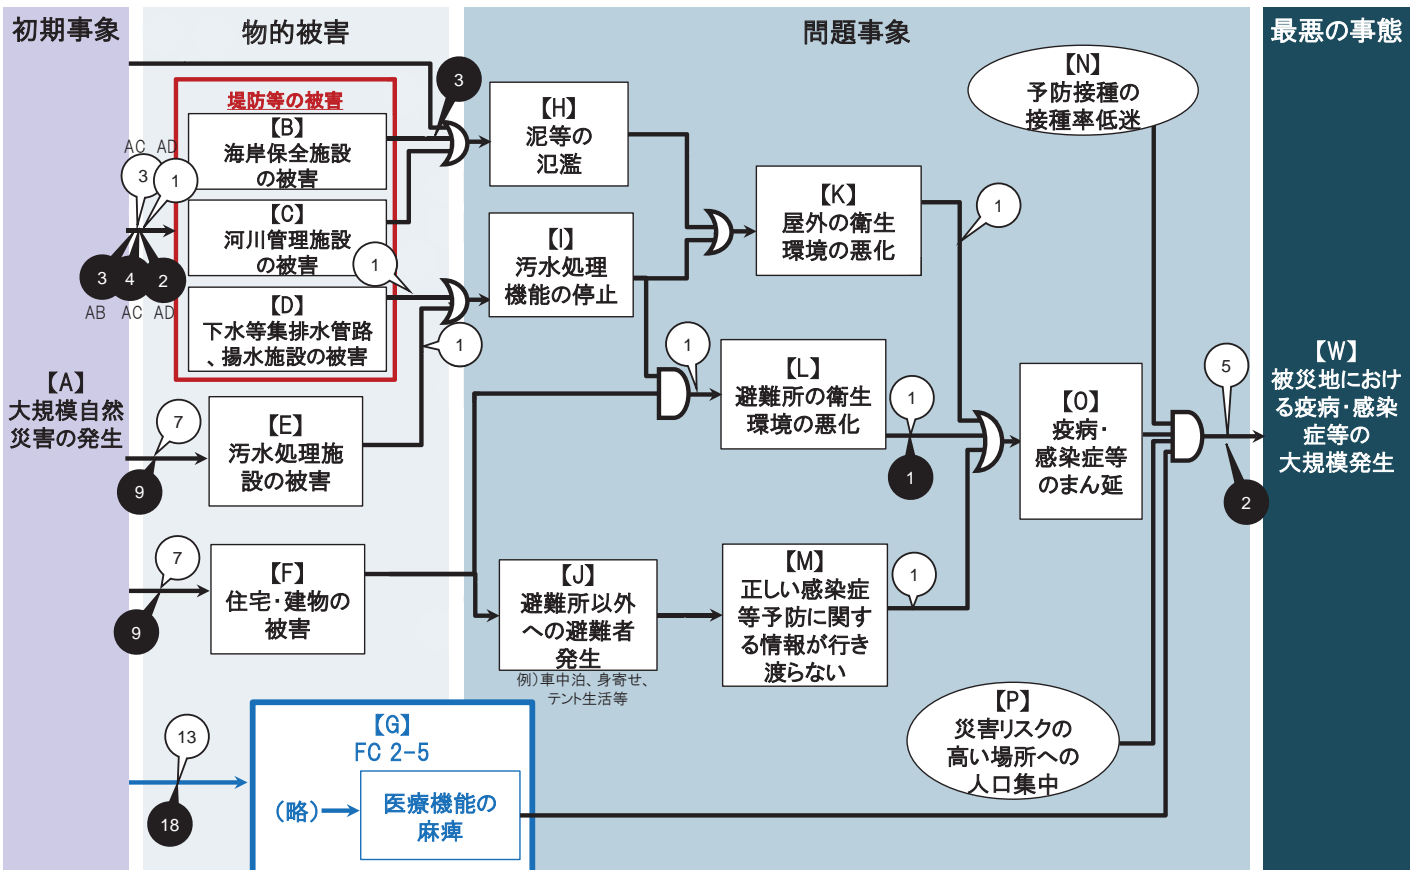 初期事象
物的被害
問題事象
最悪の事態
【A】
大規模自然
災害の発生
堤防等の被害
【B】
海岸保全施設
の被害
【C】
河川管理施設
の被害
【D】
下水等集排水管路
、揚水施設の被害
AC AD
3
1
3
4
2
AB AC AD
3
1
1
【E】
汚水処理施
設の被害
7
9
【F】
住宅・建物の
被害
7
9
【G】
FC 2-5
(略)
医療機能の
麻痺
13
18
【H】
泥等の
氾濫
【I】
汚水処理
機能の停止
【J】
避難所以外
への避難者
発生
例)車中泊、身寄せ、
テント生活等
【K】
屋外の衛生
環境の悪化
1
【L】
避難所の衛生
環境の悪化
1
1
1
【M】
正しい感染症
等予防に関す
る情報が行き
渡らない
1
【N】
予防接種の
接種率低迷
【O】
疫病・
感染症等
のまん延
【P】
災害リスクの
高い場所への
人口集中
5
2
【W】
被災地におけ
る疫病・感染
症等の
大規模発生